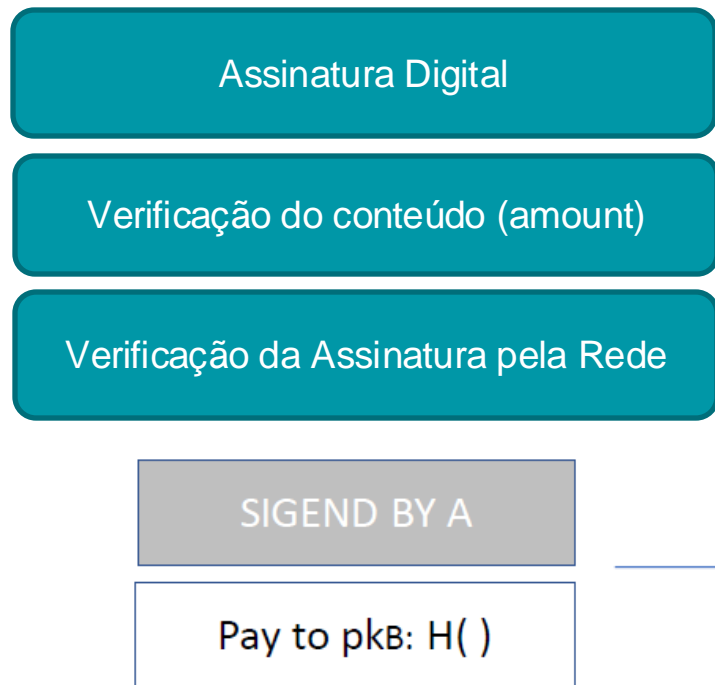 Assinatura Digital
Verificação do conteúdo (amount)
Verificação da Assinatura pela Rede
SIGEND BY A
Pay to pkB: H( )